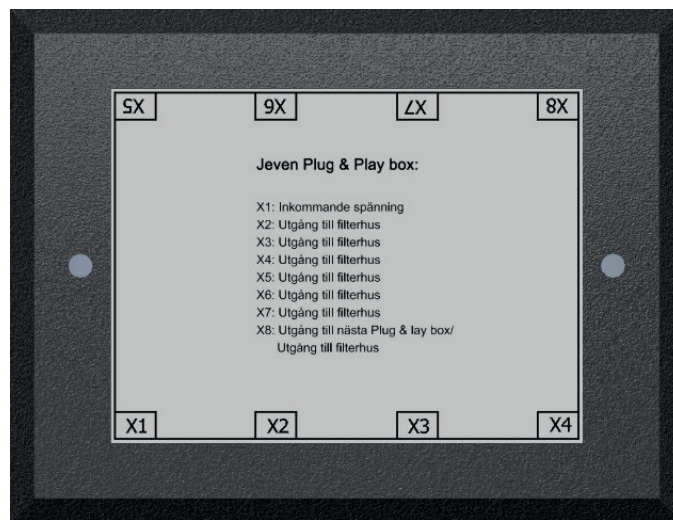 X5 X6 X7 X8
Jeven Plug & Play box:
X1: Inkommande spänning
X2: Utgång till filterhus
X3: Utgång till filterhus
X4: Utgång till filterhus
X5: Utgång till filterhus
X6: Utgång till filterhus
X7: Utgång till filterhus
X8: Utgång till nästa Plug & lay box/
Utgång till filterhus
X1 X2 X3 X4